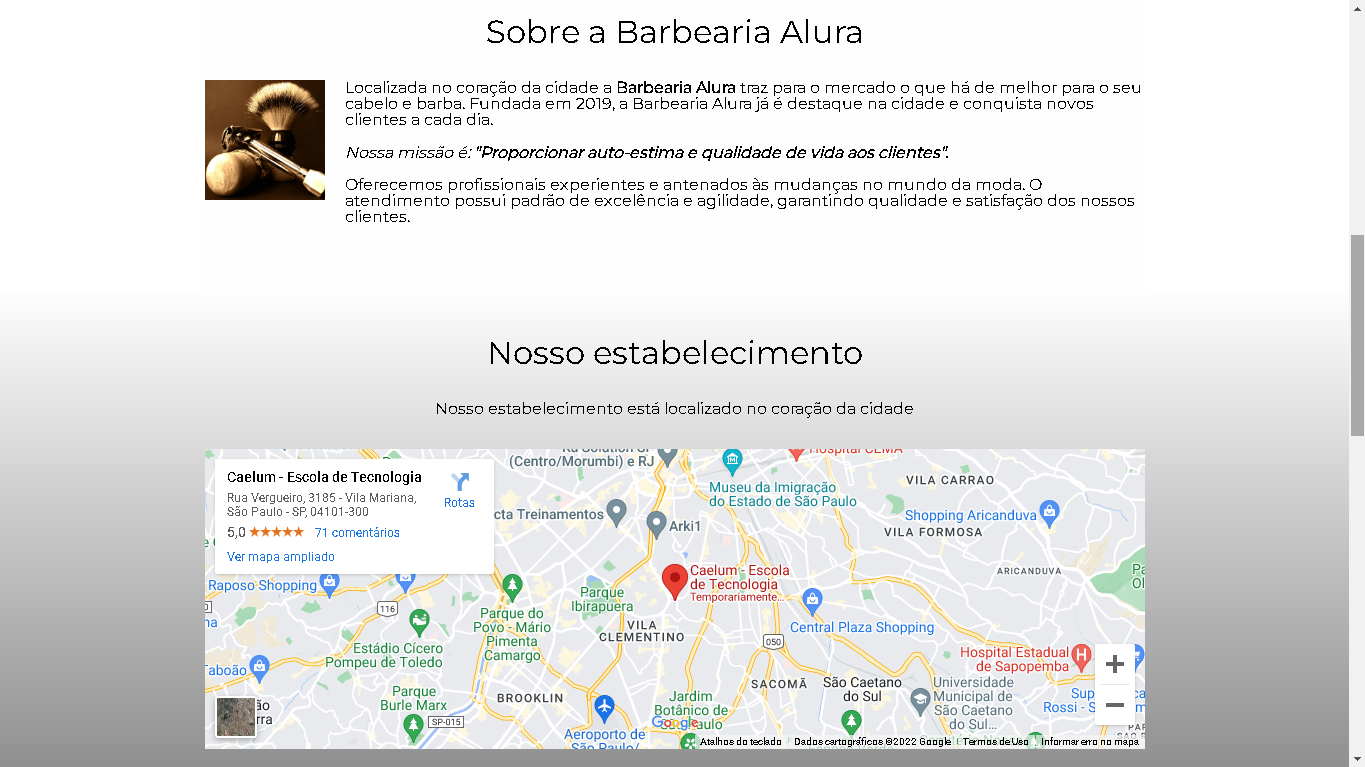 Sobre a Barbearia Alura
Localizada no coração da cidade a Barbearia Alura traz para o mercado o que há de melhor para o seu
cabelo e barba. Fundada em 2019, a Barbearia Alura já é destaque na cidade e conquista novos
clientes a cada dia.
Nossa missão é: "Proporcionar auto-estima e qualidade de vida aos clientes".
Oferecemos profissionais experientes e antenados às mudanças no mundo da moda. O
atendimento possui padrão de excelência e agilidade, garantindo qualidade e satisfação dos nossos
clientes.
Nosso estabelecimento
Nosso estabelecimento está localizado no coração da cidade
Caelum - Escola de Tecnologia
Rua Vergueiro, 3185 - Vila Mariana,
São Paulo - SP, 04101-300
5,0
71 comentários
Ver mapa ampliado
Rotas
(Centro/Morumbi) e RJ
Hospital CEMA
Museu da Imigração
do Estado de São Paulo
VILA CARRAO
Treinamentos
Arki1
Shopping Aricanduva
VILA FORMOSA
ARICANDUVA
Caelum - Escola
de Tecnologia
Temporariamente...
Raposo Shopping
116
Parque
Ibirapuera
Parque do
Povo - Mário
Pimenta
Camargo
VILA
CLEMENTINO
Central Plaza Shopping
050
Estádio Cícero
Pompeu de Toledo
Hospital Estadual
de Sapopemba
Taboão
SACOMÃ
São Caetano
do Sul
Universidade
Municipal de
São Caetano
do Sul...
Parque
Burle Marx
BROOKLIN
SP-015
Jardim
Botânico de
Aeroporto de
São Paulo/
Rossi - S
Google
Atalhos do teclado
Dados cartográficos ©2022 Google
Termos de Uso
Informar erro no mapa